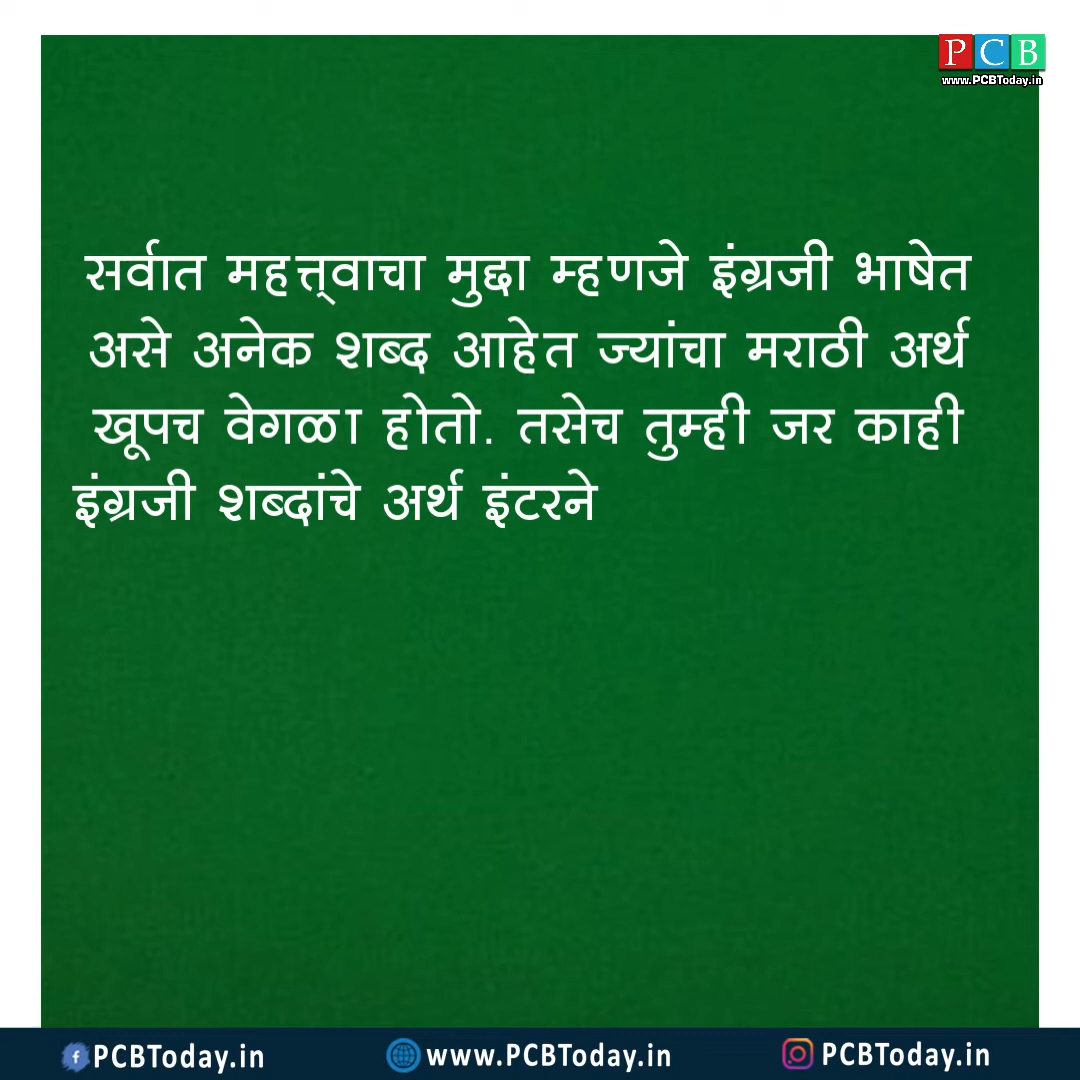 P C B
www.PCBToday.in
सर्वात महत्त्वाचा मुद्दा म्हणजे इंग्रजी भाषेत
असे अनेक शब्द आहेत ज्यांचा मराठी अर्थ
खूपच वेगळा होतो. तसेच तुम्ही जर काही
इंग्रजी शब्दांचे अर्थ इंटरने
PCBToday.in www.PCBToday.in PCBToday.in